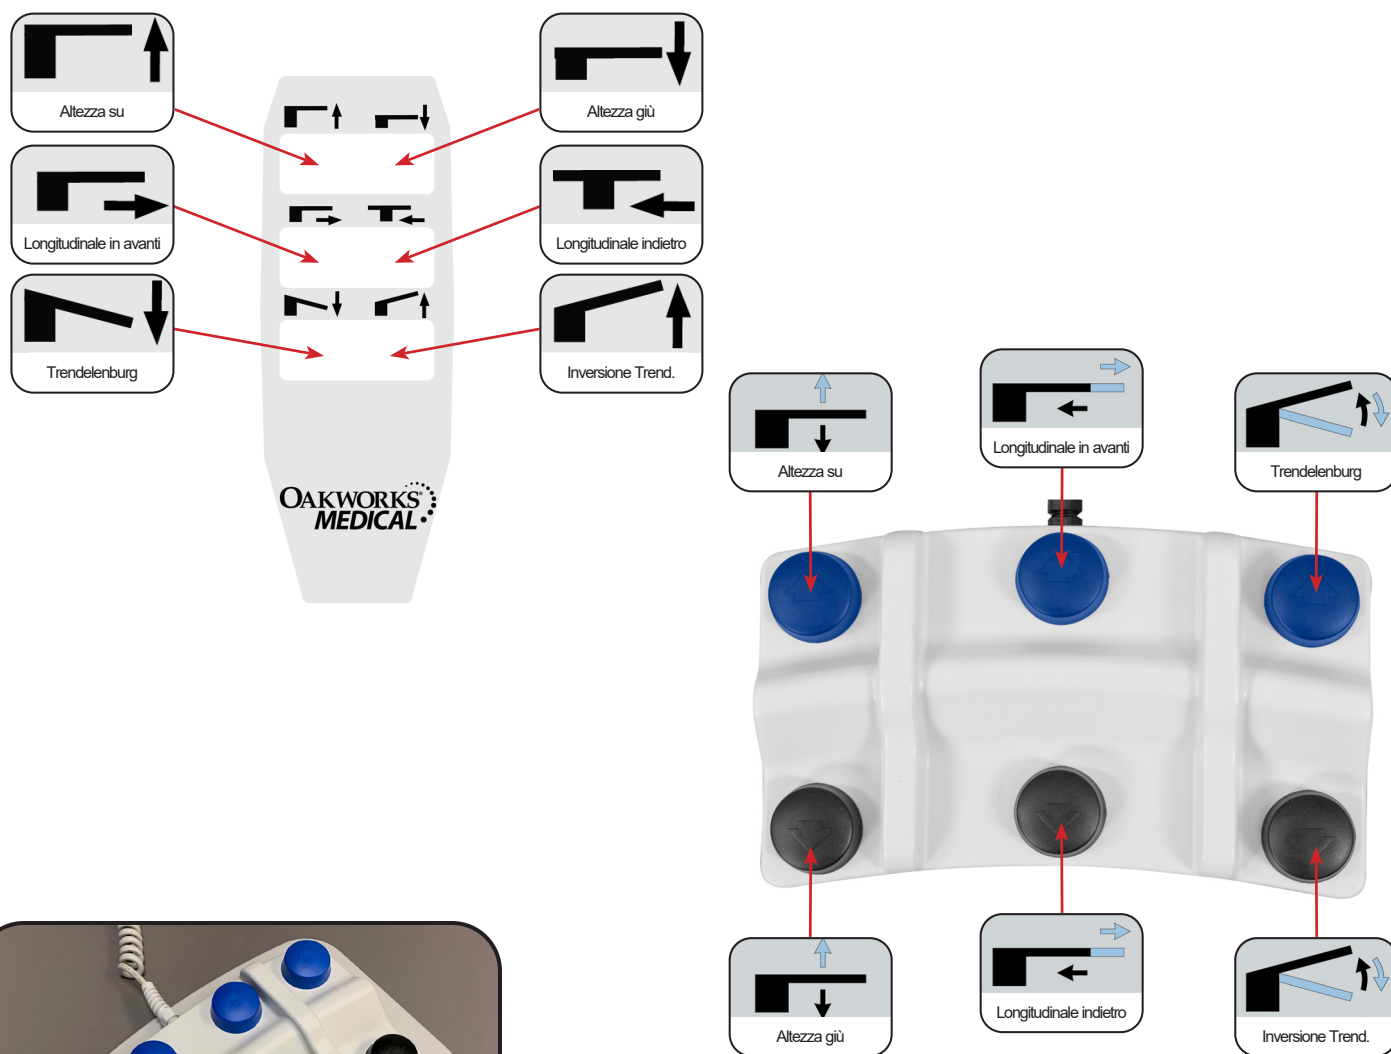 Altezza su
Altezza giù
Longitudinale in avanti
Longitudinale indietro
Trendelenburg
Inversione Trend.
OAKWORKS®
MEDICAL
Altezza su
Longitudinale in avanti
Trendelenburg
Altezza giù
Longitudinale indietro
Inversione Trend.